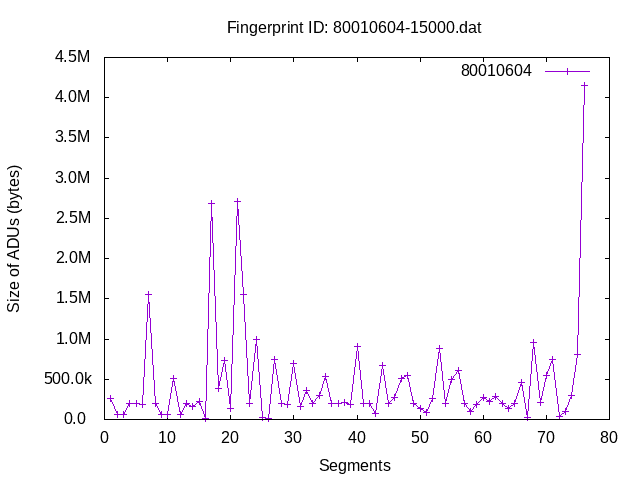 Fingerprint ID: 80010604-15000.dat
80010604
4.5M
4.0M
3.5M
3.0M
2.5M
2.0M
1.5M
1.0M
500.0k
0.0
Size of ADUs (bytes)
0 10 20 30 40 50 60 70 80
Segments